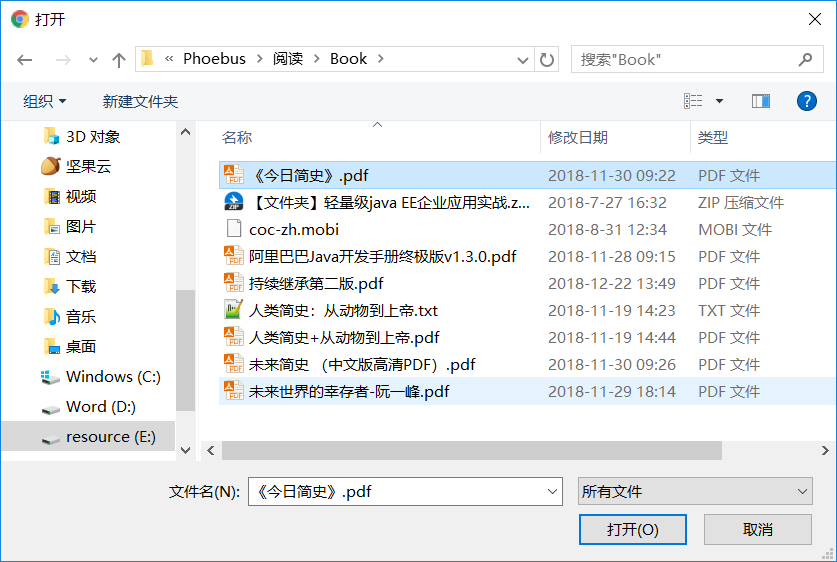 打开
« Phoebus > 阅读 > Book >
搜索"Book"
组织
新建文件夹
?
3D 对象
坚果云
视频
图片
文档
下载
音乐
桌面
Windows (C:)
Word (D:)
resource (E:)
名称 修改日期 类型
《今日简史》.pdf 2018-11-30 09:22 PDF 文件
【文件夹】轻量级java EE企业应用实战.z... 2018-7-27 16:32 ZIP 压缩文件
coc-zh.mobi 2018-8-31 12:34 MOBI 文件
阿里巴巴Java开发手册终极版v1.3.0.pdf 2018-11-28 09:15 PDF 文件
持续继承第二版.pdf 2018-12-22 13:49 PDF 文件
人类简史：从动物到上帝.txt 2018-11-19 14:23 TXT 文件
人类简史+从动物到上帝.pdf 2018-11-19 14:44 PDF 文件
未来简史 （中文版高清PDF）.pdf 2018-11-30 09:26 PDF 文件
未来世界的幸存者-阮一峰.pdf 2018-11-29 18:14 PDF 文件
文件名(N): 《今日简史》.pdf 所有文件
打开(O) 取消